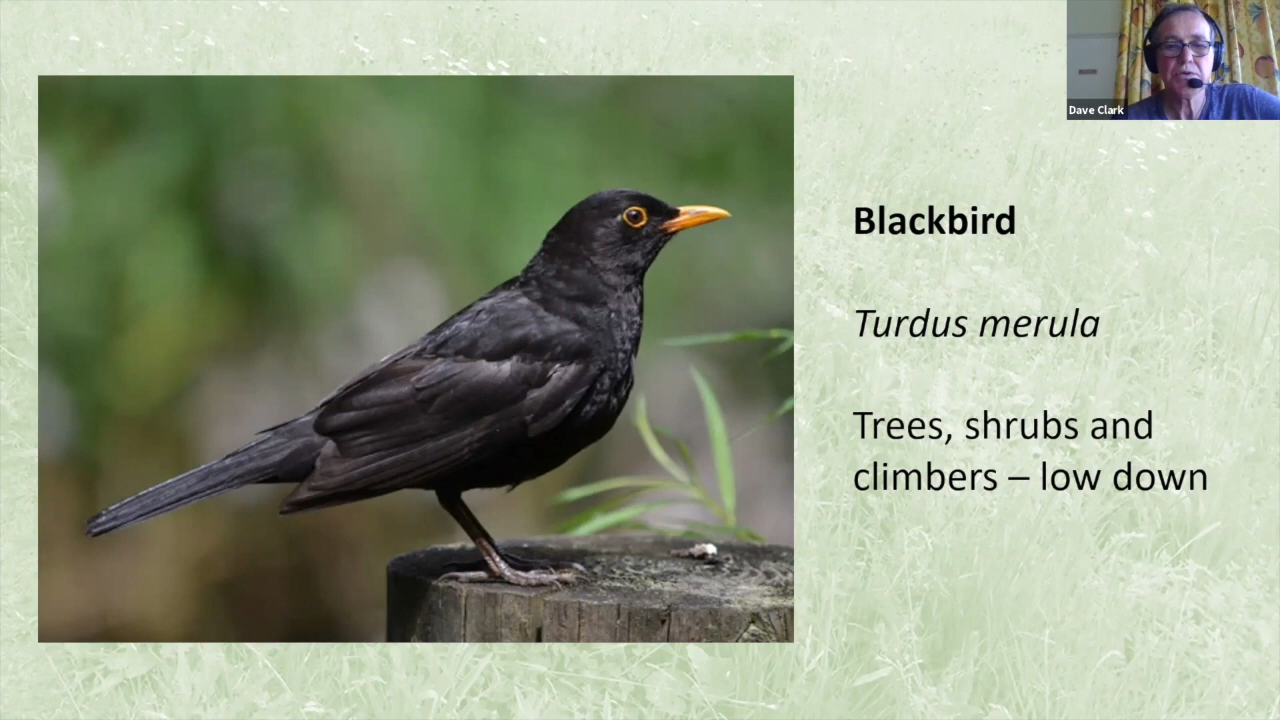 Dave Clark
Blackbird
Turdus merula
Trees, shrubs and
climbers – low down